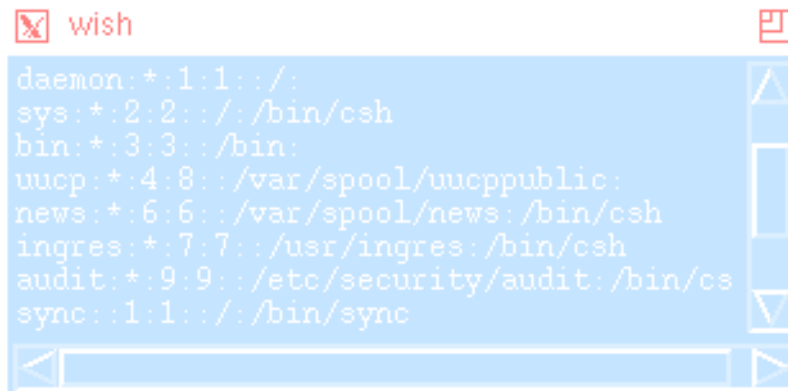 wish
daemon:*:1:1::/:
sys:*:2:2::/:/bin/csh
bin:*:3:3::/bin:
uucp:*:4:8::/var/spool/uucppublic:
news:*:6:6::/var/spool/news:/bin/csh
ingres:*:7:7::/usr/ingres:/bin/csh
audit:*:9:9::/etc/security/audit:/bin/cs
sync::1:1::/:/bin/sync